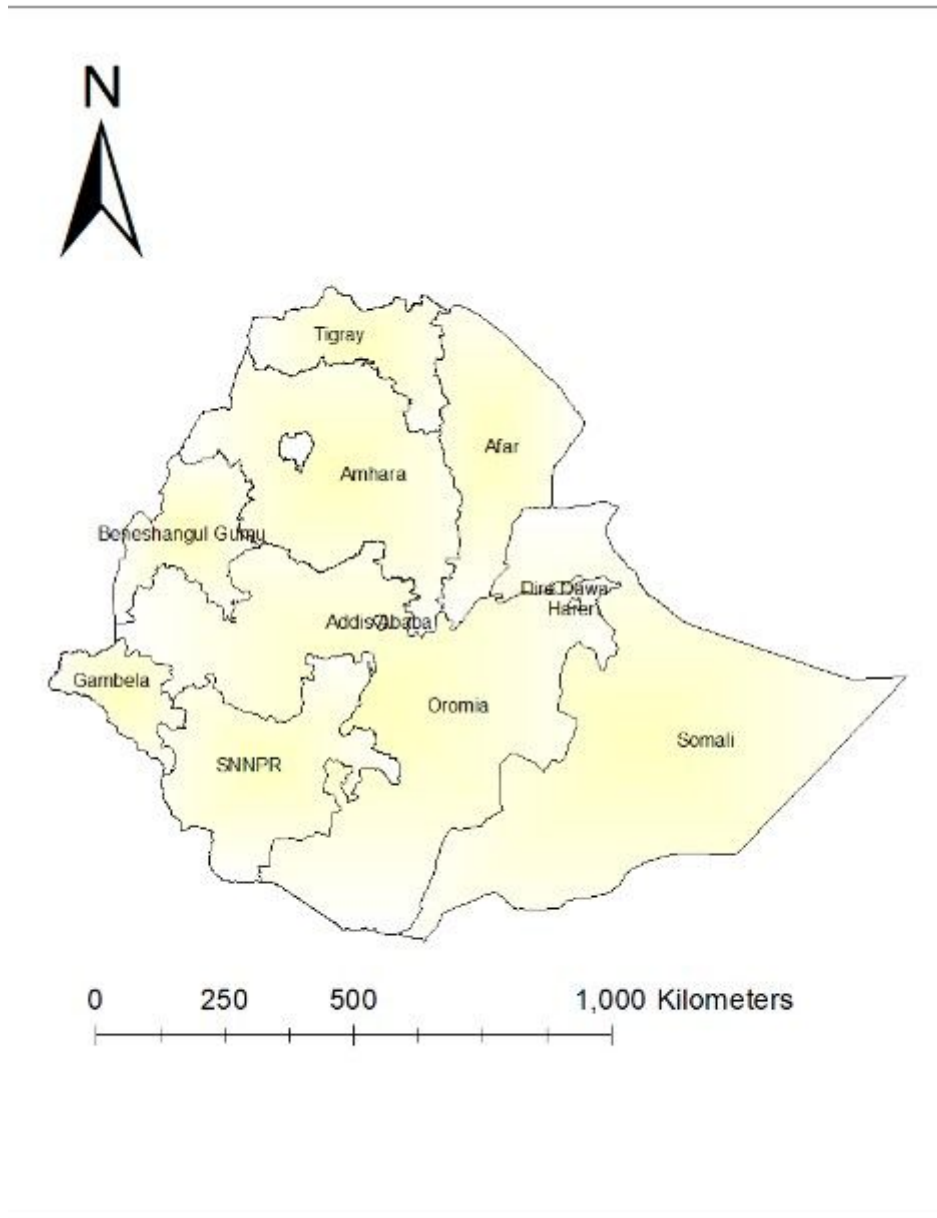 N
Tigray
Afar
Amhara
Beneshangul Gumu
Dire Dawa
Hareri
Addis Ababa
Gambela
Oromia
Somali
SNNPR
0 250 500 1,000 Kilometers